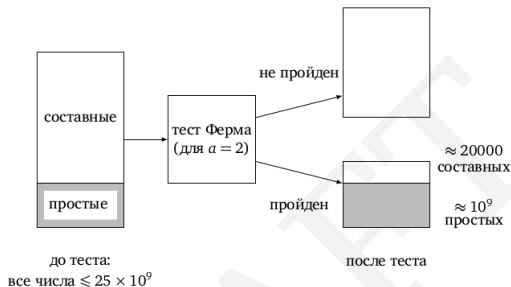 составные
простые
до теста:
все числа ⩽ 25 × 10⁹
тест Ферма
(для a = 2)
не пройден
пройден
≈ 20000
составных
≈ 10⁹
простых
после теста